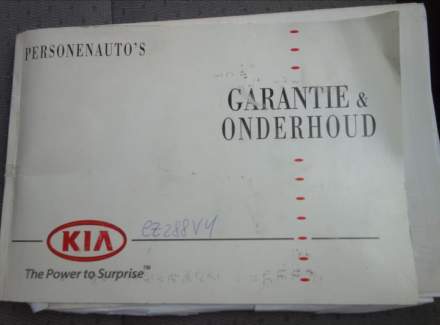 PERSONENAUTO'S
GARANTIE &
ONDERHOUD
KIA
The Power to Surprise™